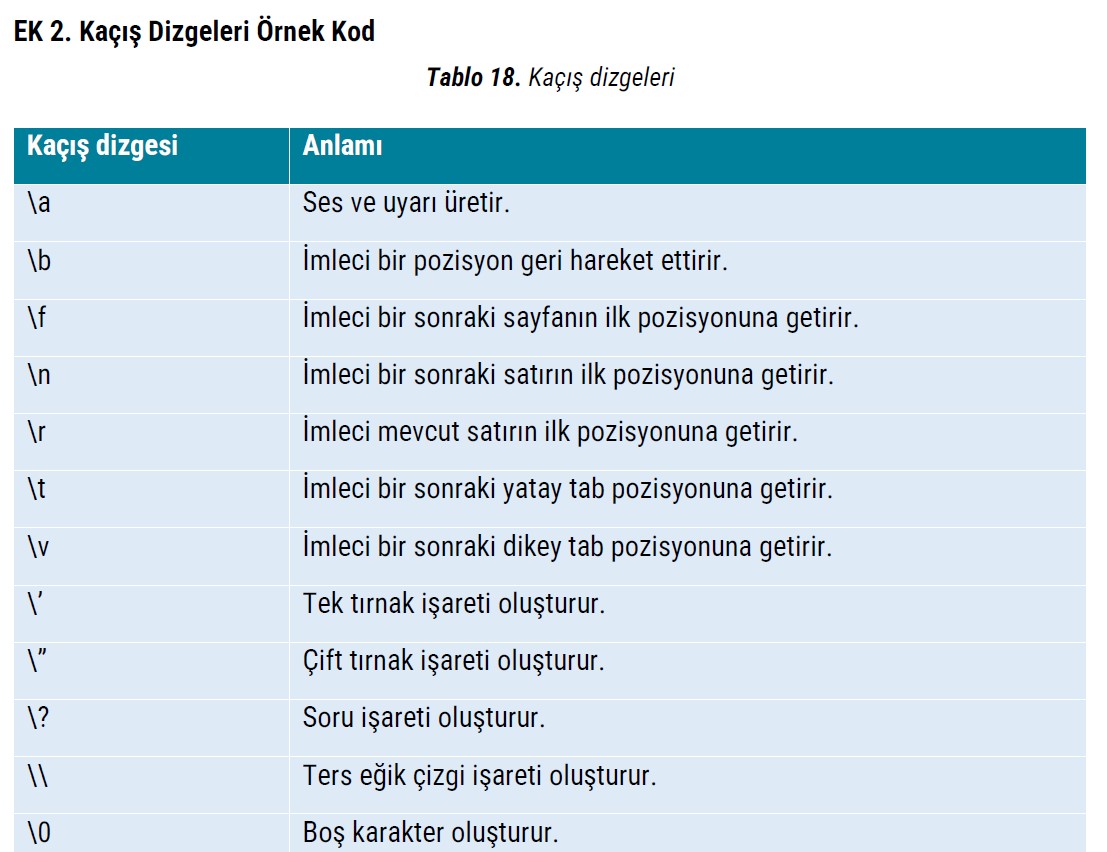 EK 2. Kaçış Dizgeleri Örnek Kod
Tablo 18. Kaçış dizgeleri
Kaçış dizgesi Anlamı
\a Ses ve uyarı üretir.
\b İmleci bir pozisyon geri hareket ettirir.
\f İmleci bir sonraki sayfanın ilk pozisyonuna getirir.
\n İmleci bir sonraki satırın ilk pozisyonuna getirir.
\r İmleci mevcut satırın ilk pozisyonuna getirir.
\t İmleci bir sonraki yatay tab pozisyonuna getirir.
\v İmleci bir sonraki dikey tab pozisyonuna getirir.
\’ Tek tırnak işareti oluşturur.
\” Çift tırnak işareti oluşturur.
\? Soru işareti oluşturur.
\\ Ters eğik çizgi işareti oluşturur.
\0 Boş karakter oluşturur.